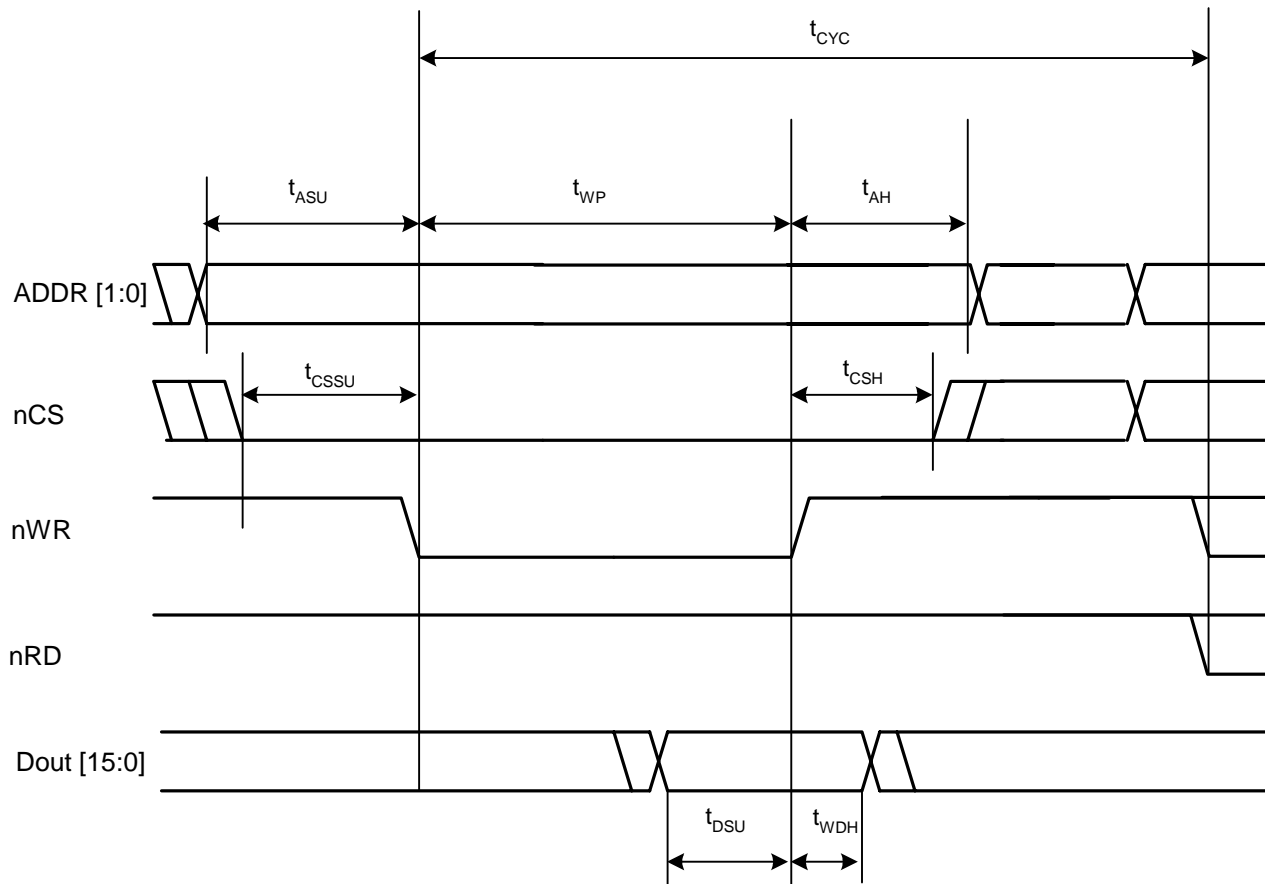 tCYC
tASU
tWP
tAH
ADDR [1:0]
tCSSU
tCSH
nCS
nWR
nRD
Dout [15:0]
tDSU
tWDH